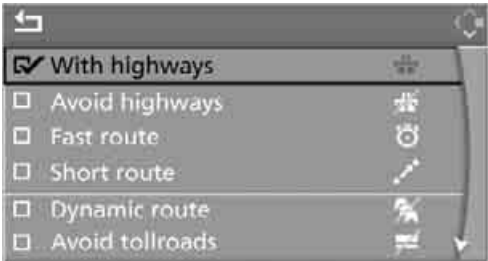 With highways
Avoid highways
Fast route
Short route
Dynamic route
Avoid tollroads